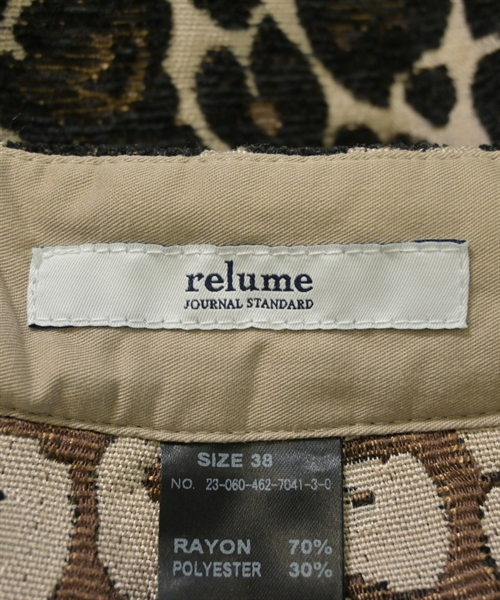 relume
JOURNAL STANDARD
SIZE 38
NO. 23-060-462-7041-3-0
RAYON 70%
POLYESTER 30%